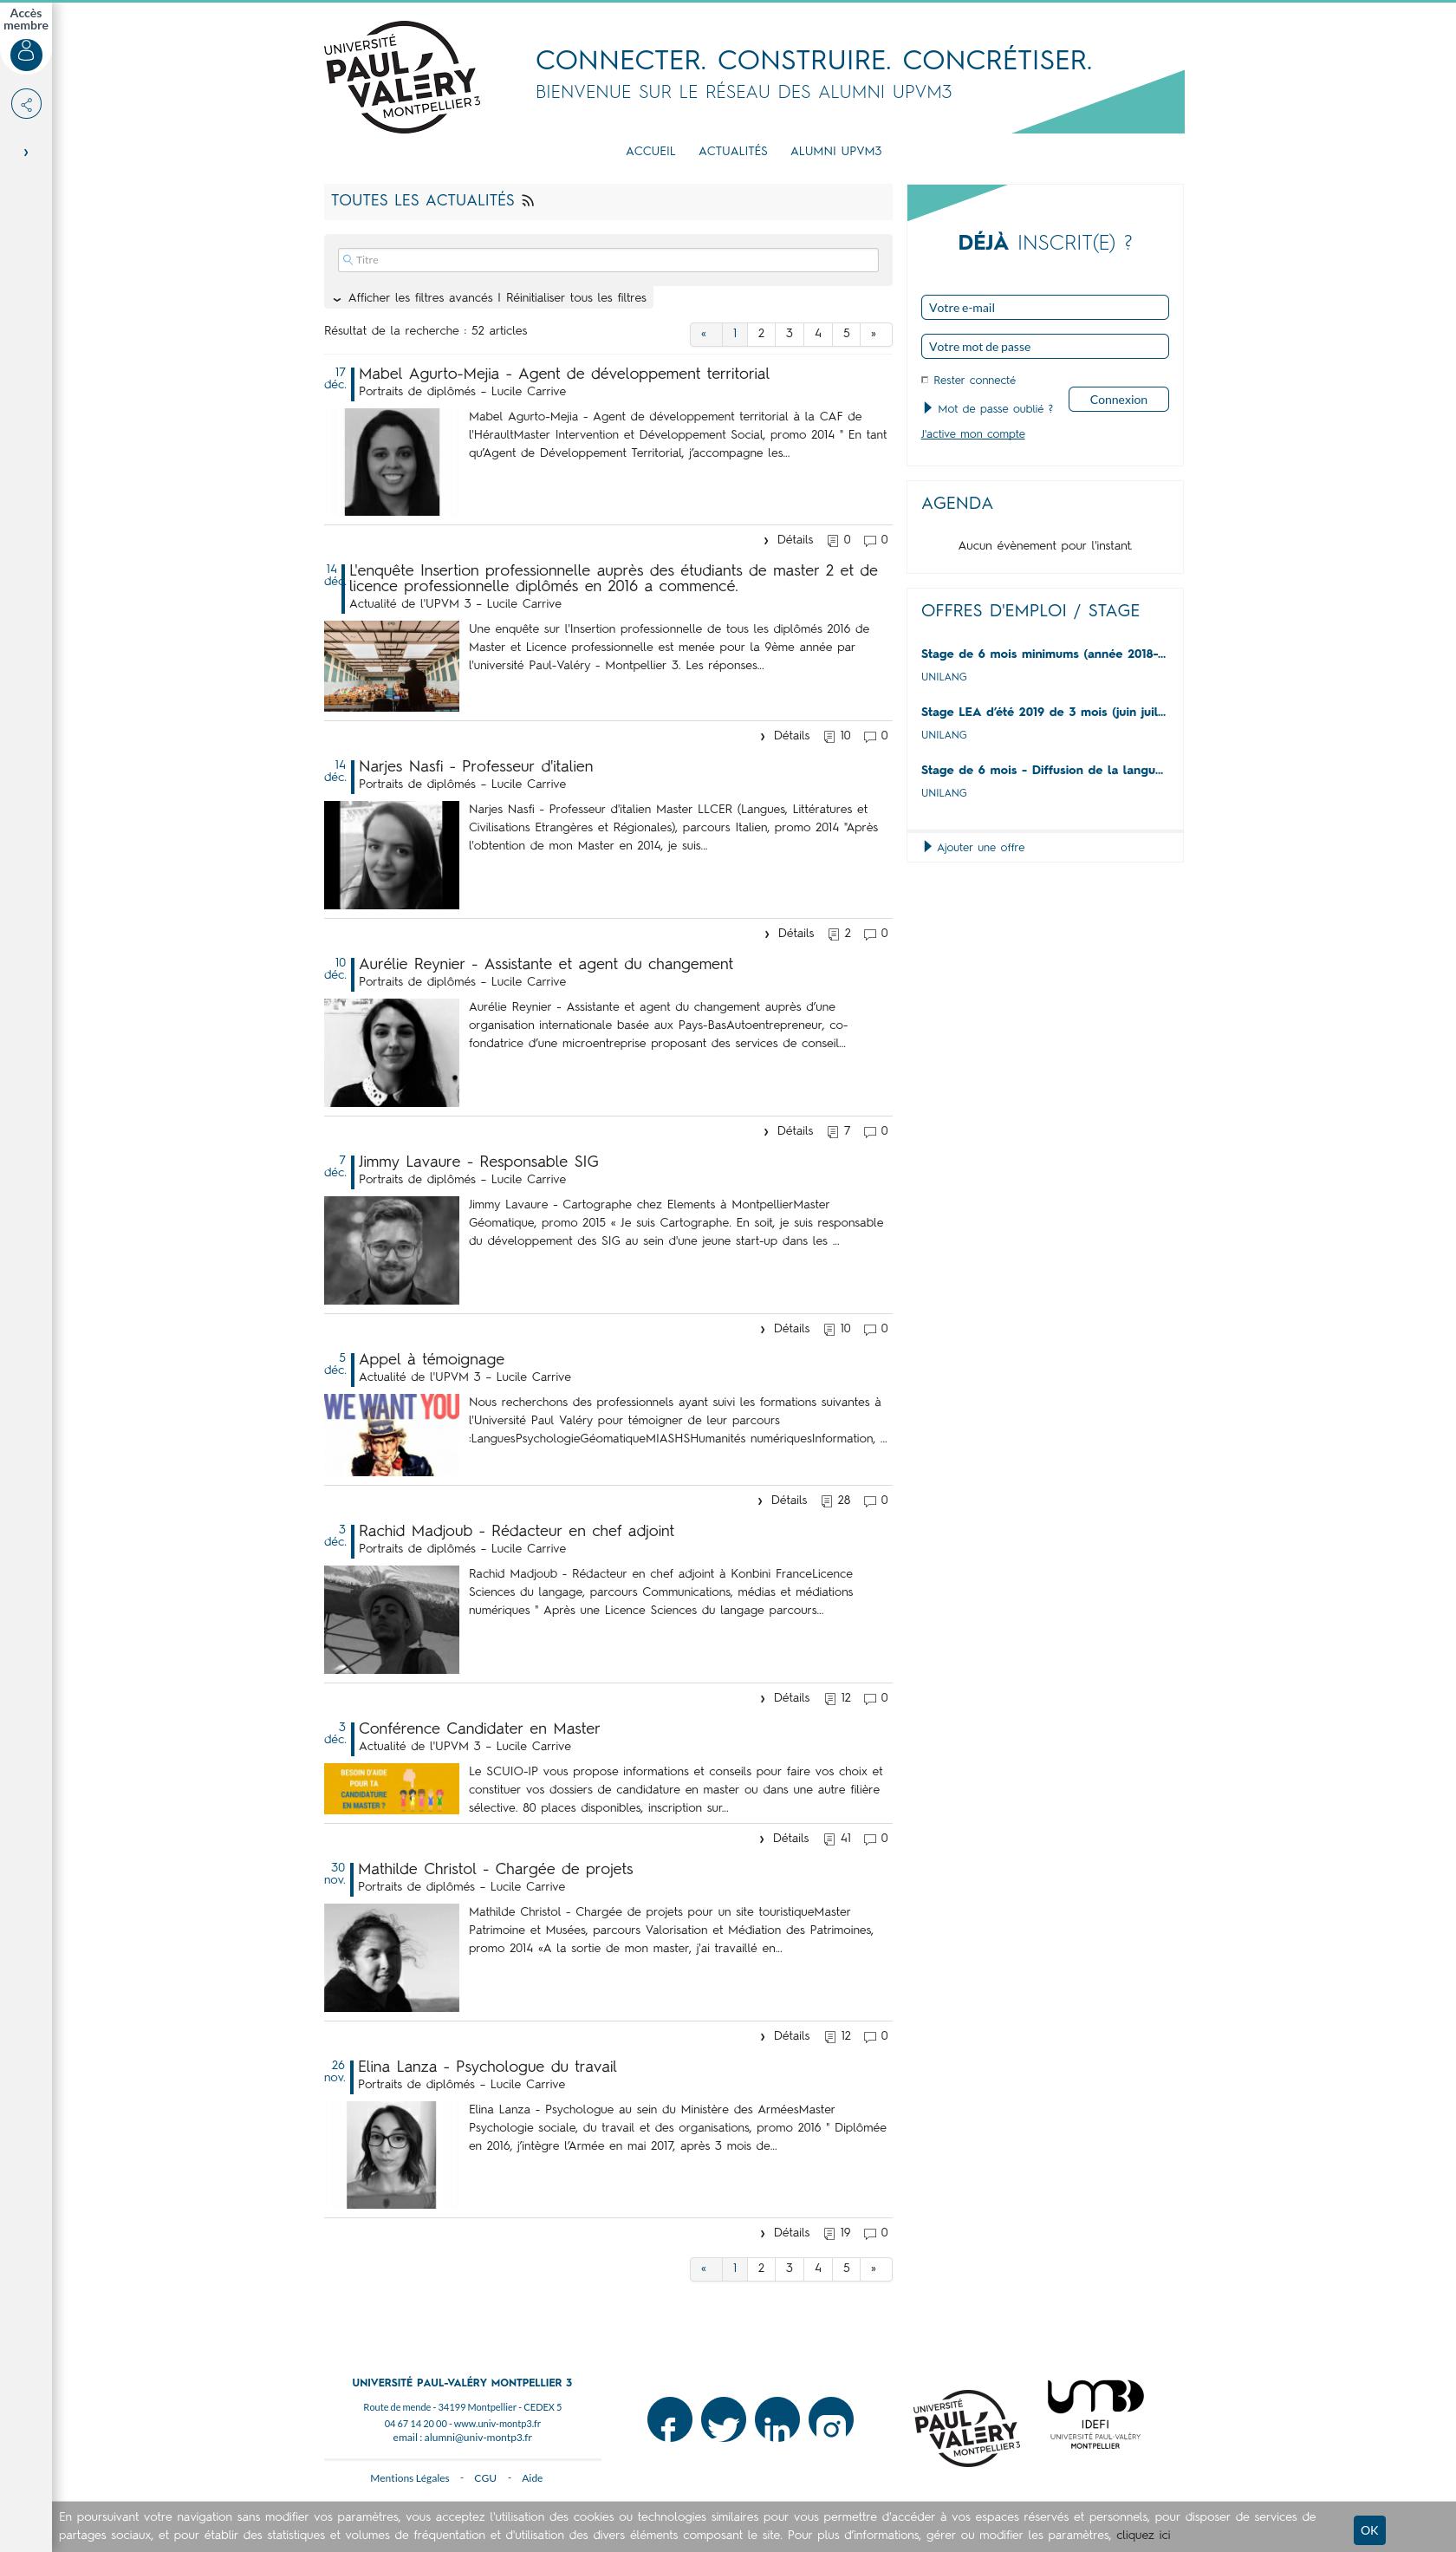 Accès
membre
UNIVERSITÉ
PAUL
VALÉRY
MONTPELLIER 3
CONNECTER. CONSTRUIRE. CONCRÉTISER.
BIENVENUE SUR LE RÉSEAU DES ALUMNI UPVM3
ACCUEIL ACTUALITÉS ALUMNI UPVM3
TOUTES LES ACTUALITÉS
Titre
Afficher les filtres avancés | Réinitialiser tous les filtres
Résultat de la recherche : 52 articles
« 1 2 3 4 5 »
17 déc.
Mabel Agurto-Mejia - Agent de développement territorial
Portraits de diplômés – Lucile Carrive
Mabel Agurto-Mejia - Agent de développement territorial à la CAF de
l'HéraultMaster Intervention et Développement Social, promo 2014 " En tant
qu’Agent de Développement Territorial, j’accompagne les...
› Détails 0 0
14 déc.
L'enquête Insertion professionnelle auprès des étudiants de master 2 et de
licence professionnelle diplômés en 2016 a commencé.
Actualité de l'UPVM 3 – Lucile Carrive
Une enquête sur l'Insertion professionnelle de tous les diplômés 2016 de
Master et Licence professionnelle est menée pour la 9ème année par
l'université Paul-Valéry - Montpellier 3. Les réponses...
› Détails 10 0
14 déc.
Narjes Nasfi - Professeur d'italien
Portraits de diplômés – Lucile Carrive
Narjes Nasfi - Professeur d'italien Master LLCER (Langues, Littératures et
Civilisations Etrangères et Régionales), parcours Italien, promo 2014 "Après
l'obtention de mon Master en 2014, je suis...
› Détails 2 0
10 déc.
Aurélie Reynier - Assistante et agent du changement
Portraits de diplômés – Lucile Carrive
Aurélie Reynier - Assistante et agent du changement auprès d’une
organisation internationale basée aux Pays-BasAutoentrepreneur, co-
fondatrice d’une microentreprise proposant des services de conseil...
› Détails 7 0
7 déc.
Jimmy Lavaure - Responsable SIG
Portraits de diplômés – Lucile Carrive
Jimmy Lavaure - Cartographe chez Elements à MontpellierMaster
Géomatique, promo 2015 « Je suis Cartographe. En soit, je suis responsable
du développement des SIG au sein d'une jeune start-up dans les ...
› Détails 10 0
5 déc.
Appel à témoignage
Actualité de l'UPVM 3 – Lucile Carrive
WE WANT YOU
Nous recherchons des professionnels ayant suivi les formations suivantes à
l'Université Paul Valéry pour témoigner de leur parcours
:LanguesPsychologieGéomatiqueMIASHSHumanités numériquesInformation, ...
› Détails 28 0
3 déc.
Rachid Madjoub - Rédacteur en chef adjoint
Portraits de diplômés – Lucile Carrive
Rachid Madjoub - Rédacteur en chef adjoint à Konbini FranceLicence
Sciences du langage, parcours Communications, médias et médiations
numériques " Après une Licence Sciences du langage parcours...
› Détails 12 0
3 déc.
Conférence Candidater en Master
Actualité de l'UPVM 3 – Lucile Carrive
BESOIN D'AIDE
POUR TA
CANDIDATURE
EN MASTER ?
Le SCUIO-IP vous propose informations et conseils pour faire vos choix et
constituer vos dossiers de candidature en master ou dans une autre filière
sélective. 80 places disponibles, inscription sur...
› Détails 41 0
30 nov.
Mathilde Christol - Chargée de projets
Portraits de diplômés – Lucile Carrive
Mathilde Christol - Chargée de projets pour un site touristiqueMaster
Patrimoine et Musées, parcours Valorisation et Médiation des Patrimoines,
promo 2014 «A la sortie de mon master, j'ai travaillé en...
› Détails 12 0
26 nov.
Elina Lanza - Psychologue du travail
Portraits de diplômés – Lucile Carrive
Elina Lanza - Psychologue au sein du Ministère des ArméesMaster
Psychologie sociale, du travail et des organisations, promo 2016 " Diplômée
en 2016, j’intègre l’Armée en mai 2017, après 3 mois de...
› Détails 19 0
« 1 2 3 4 5 »
DÉJÀ INSCRIT(E) ?
Votre e-mail
Votre mot de passe
Rester connecté
Mot de passe oublié ?
Connexion
J'active mon compte
AGENDA
Aucun évènement pour l'instant.
OFFRES D'EMPLOI / STAGE
Stage de 6 mois minimums (année 2018-...
UNILANG
Stage LEA d’été 2019 de 3 mois (juin juil...
UNILANG
Stage de 6 mois - Diffusion de la langu...
UNILANG
Ajouter une offre
UNIVERSITÉ PAUL-VALÉRY MONTPELLIER 3
Route de mende - 34199 Montpellier - CEDEX 5
04 67 14 20 00 - www.univ-montp3.fr
email : alumni@univ-montp3.fr
Mentions Légales - CGU - Aide
UNIVERSITÉ
PAUL
VALÉRY
MONTPELLIER 3
IDEFI
UNIVERSITÉ PAUL-VALÉRY
MONTPELLIER
En poursuivant votre navigation sans modifier vos paramètres, vous acceptez l'utilisation des cookies ou technologies similaires pour vous permettre d'accéder à vos espaces réservés et personnels, pour disposer de services de
partages sociaux, et pour établir des statistiques et volumes de fréquentation et d'utilisation des divers éléments composant le site. Pour plus d’informations, gérer ou modifier les paramètres, cliquez ici
OK